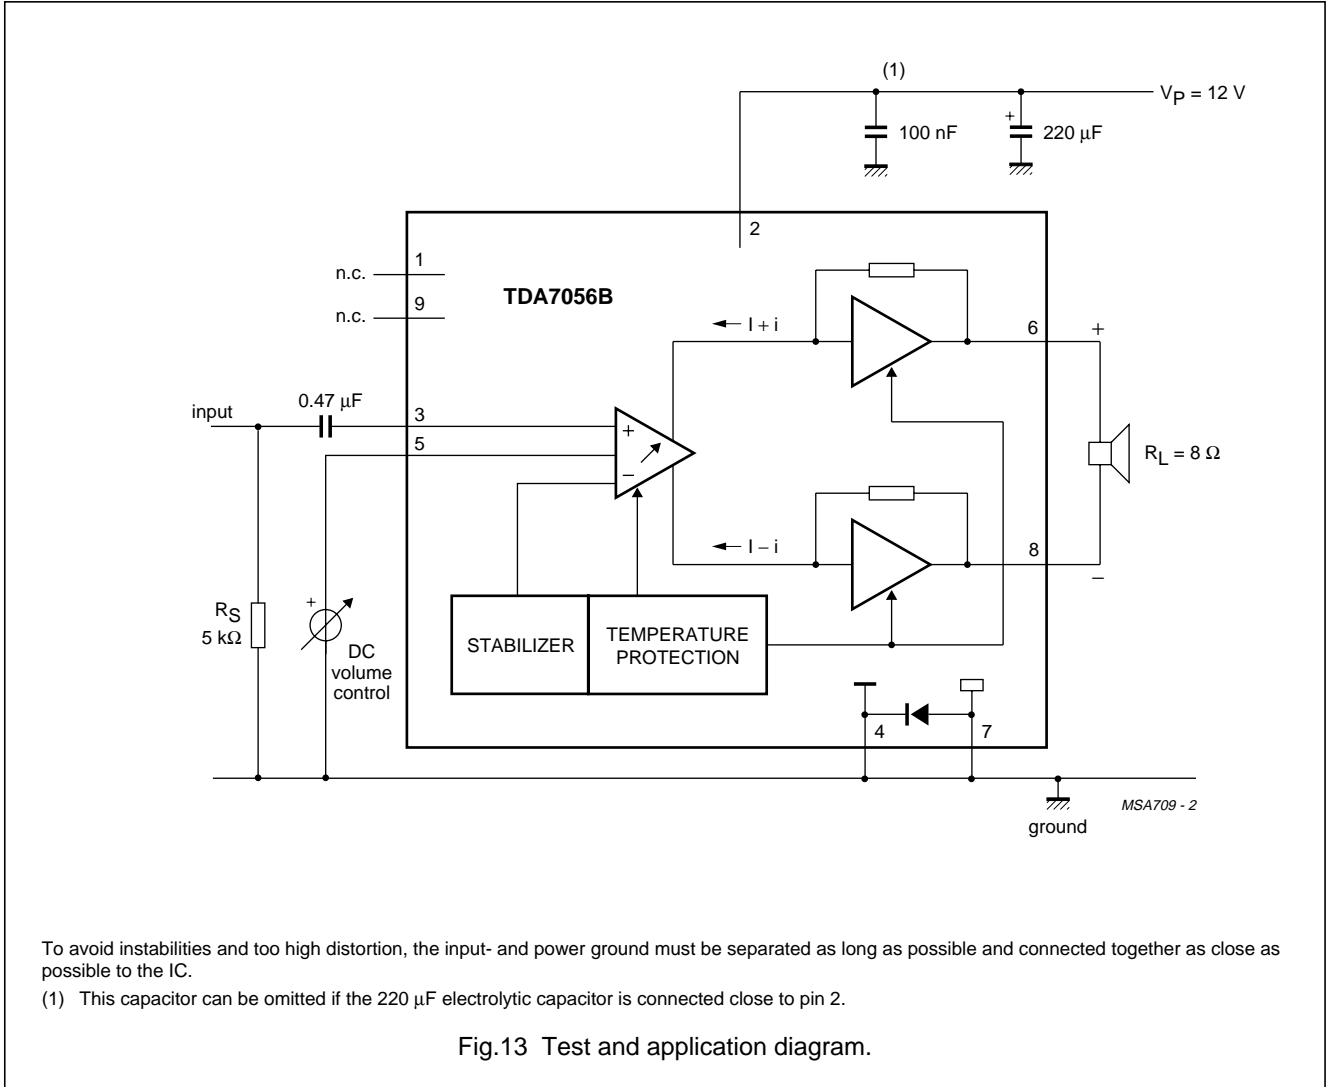 (1)
VP = 12 V
100 nF
+
220 μF
2
1
n.c.
TDA7056B
9
n.c.
I + i
6
+
0.47 μF
input
3
+
5
RL = 8 Ω
−
I − i
8
−
RS
5 kΩ
+
DC
volume
control
STABILIZER
TEMPERATURE
PROTECTION
4
7
MSA709 - 2
ground
To avoid instabilities and too high distortion, the input- and power ground must be separated as long as possible and connected together as close as
possible to the IC.
(1) This capacitor can be omitted if the 220 μF electrolytic capacitor is connected close to pin 2.
Fig.13 Test and application diagram.